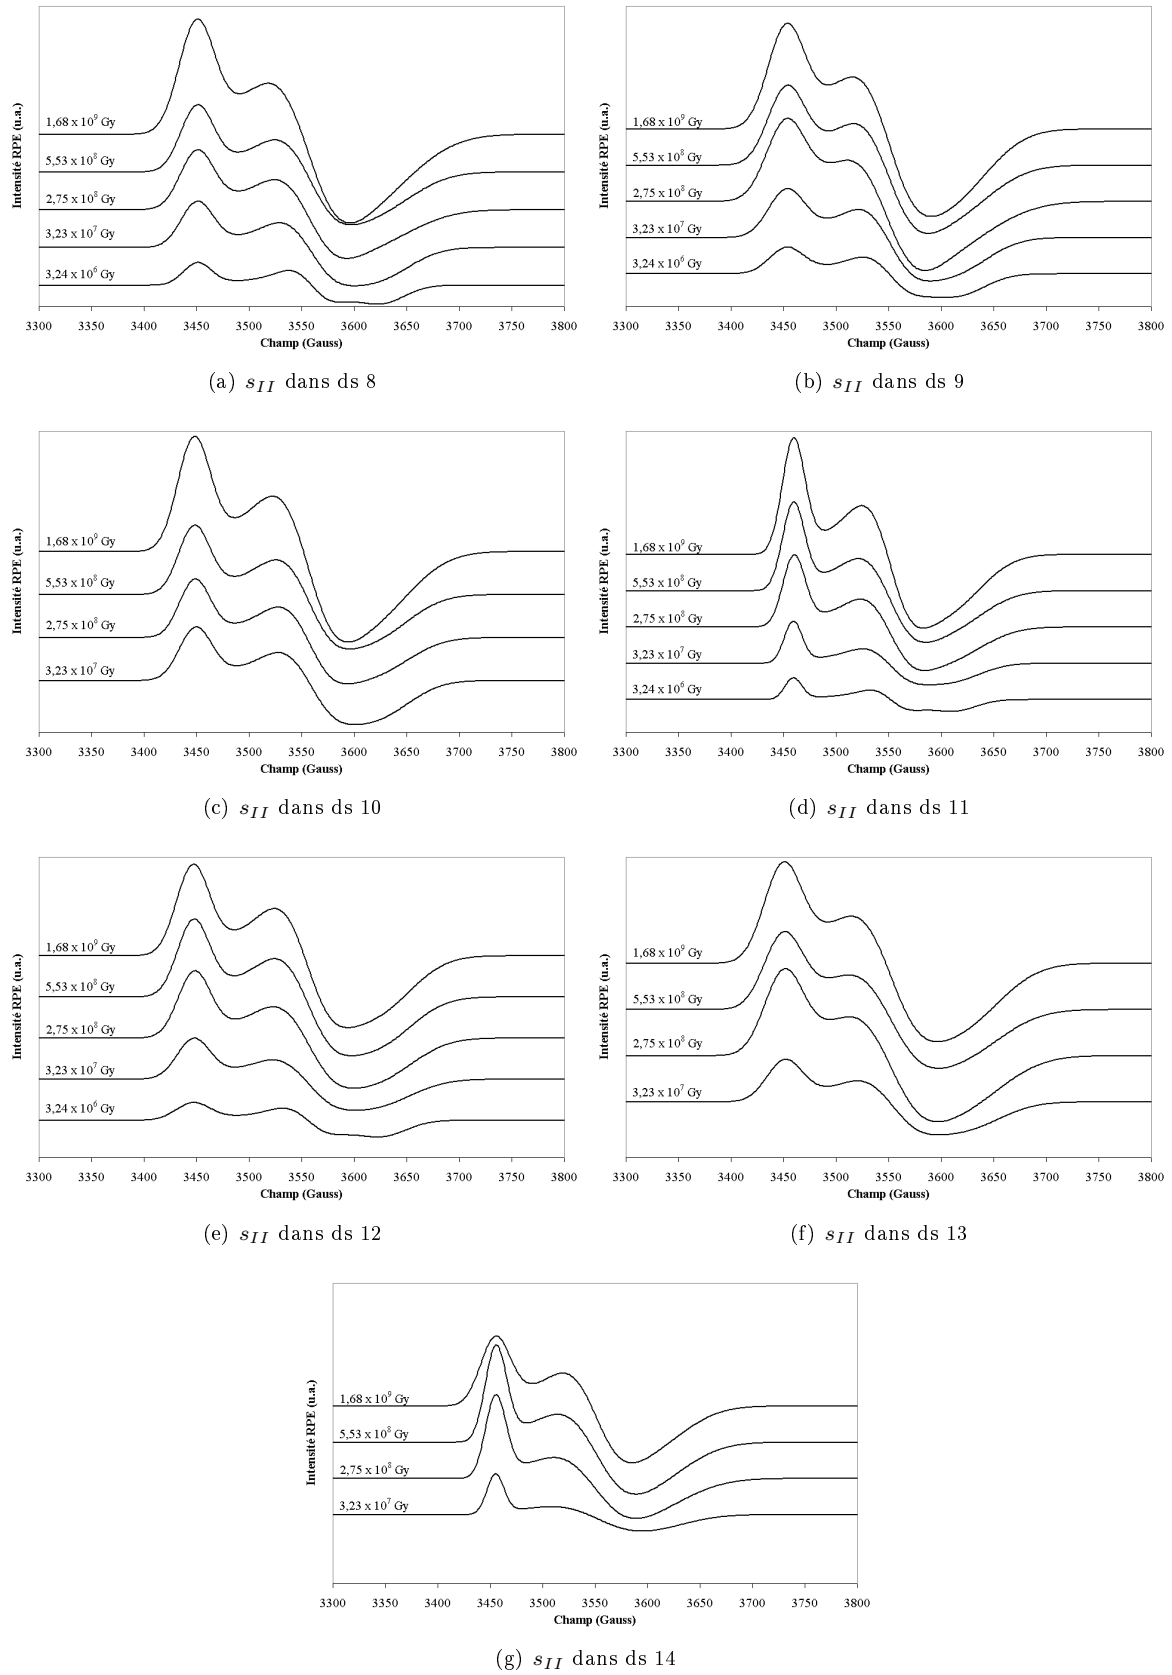 Intensité RPE (u.a.)
1,68 x 10⁹ Gy
5,53 x 10⁸ Gy
2,75 x 10⁸ Gy
3,23 x 10⁷ Gy
3,24 x 10⁶ Gy
3300 3350 3400 3450 3500 3550 3600 3650 3700 3750 3800
Champ (Gauss)
(a) sII dans ds 8
Intensité RPE (u.a.)
1,68 x 10⁹ Gy
5,53 x 10⁸ Gy
2,75 x 10⁸ Gy
3,23 x 10⁷ Gy
3,24 x 10⁶ Gy
3300 3350 3400 3450 3500 3550 3600 3650 3700 3750 3800
Champ (Gauss)
(b) sII dans ds 9
Intensité RPE (u.a.)
1,68 x 10⁹ Gy
5,53 x 10⁸ Gy
2,75 x 10⁸ Gy
3,23 x 10⁷ Gy
3300 3350 3400 3450 3500 3550 3600 3650 3700 3750 3800
Champ (Gauss)
(c) sII dans ds 10
Intensité RPE (u.a.)
1,68 x 10⁹ Gy
5,53 x 10⁸ Gy
2,75 x 10⁸ Gy
3,23 x 10⁷ Gy
3,24 x 10⁶ Gy
3300 3350 3400 3450 3500 3550 3600 3650 3700 3750 3800
Champ (Gauss)
(d) sII dans ds 11
Intensité RPE (u.a.)
1,68 x 10⁹ Gy
5,53 x 10⁸ Gy
2,75 x 10⁸ Gy
3,23 x 10⁷ Gy
3,24 x 10⁶ Gy
3300 3350 3400 3450 3500 3550 3600 3650 3700 3750 3800
Champ (Gauss)
(e) sII dans ds 12
Intensité RPE (u.a.)
1,68 x 10⁹ Gy
5,53 x 10⁸ Gy
2,75 x 10⁸ Gy
3,23 x 10⁷ Gy
3300 3350 3400 3450 3500 3550 3600 3650 3700 3750 3800
Champ (Gauss)
(f) sII dans ds 13
Intensité RPE (u.a.)
1,68 x 10⁹ Gy
5,53 x 10⁸ Gy
2,75 x 10⁸ Gy
3,23 x 10⁷ Gy
3300 3350 3400 3450 3500 3550 3600 3650 3700 3750 3800
Champ (Gauss)
(g) sII dans ds 14